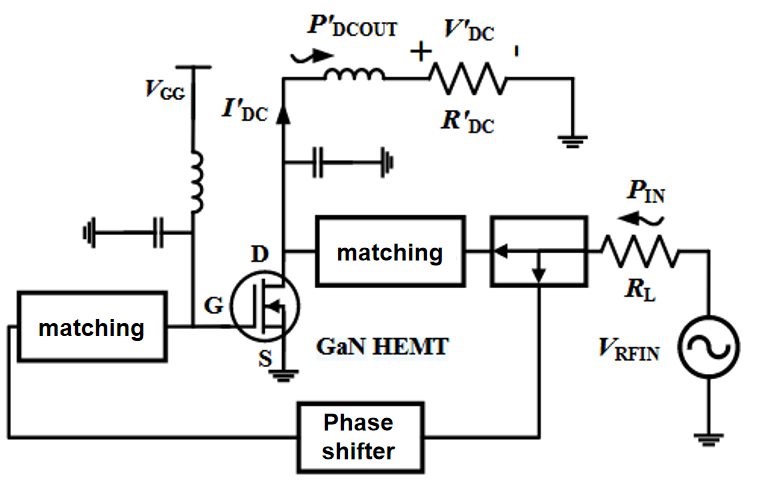 P'DCOUT
+ V'DC '
VGG
I'DC
R'DC
PIN
D
matching
RL
G
matching
S
GaN HEMT
VRFIN
Phase
shifter